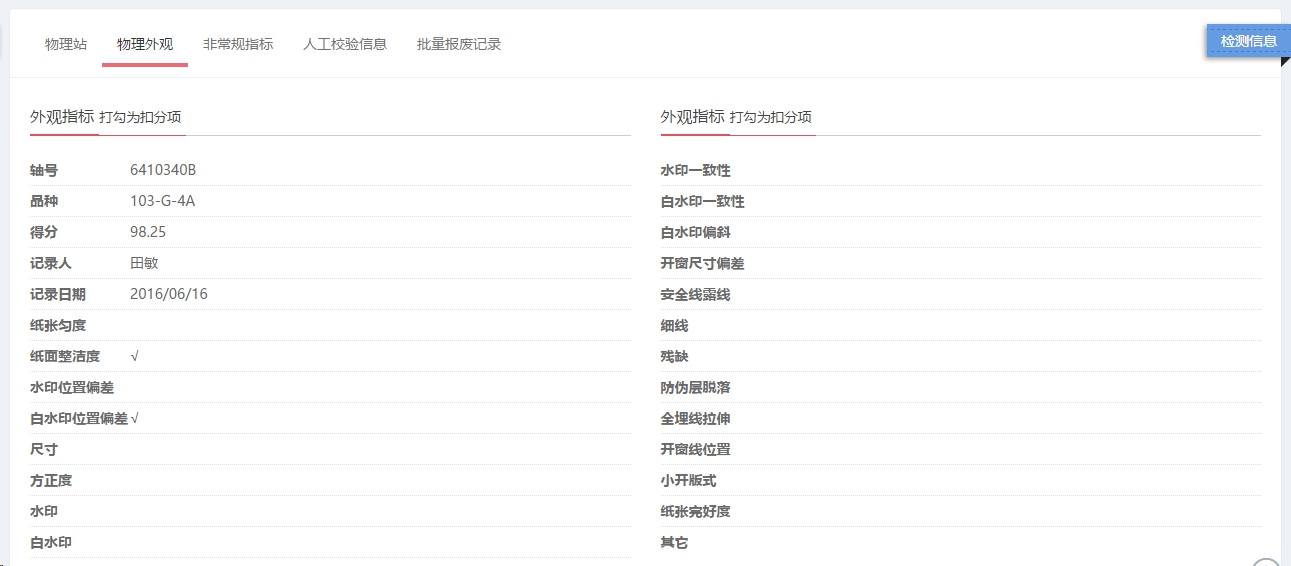 物理站 物理外观 非常规指标 人工校验信息 批量报废记录
检测信息
外观指标 打勾为扣分项
轴号 6410340B
品种 103-G-4A
得分 98.25
记录人 田敏
记录日期 2016/06/16
纸张匀度
纸面整洁度 √
水印位置偏差
白水印位置偏差 √
尺寸
方正度
水印
白水印
外观指标 打勾为扣分项
水印一致性
白水印一致性
白水印偏斜
开窗尺寸偏差
安全线露线
细线
残缺
防伪层脱落
全埋线拉伸
开窗线位置
小开版式
纸张完好度
其它